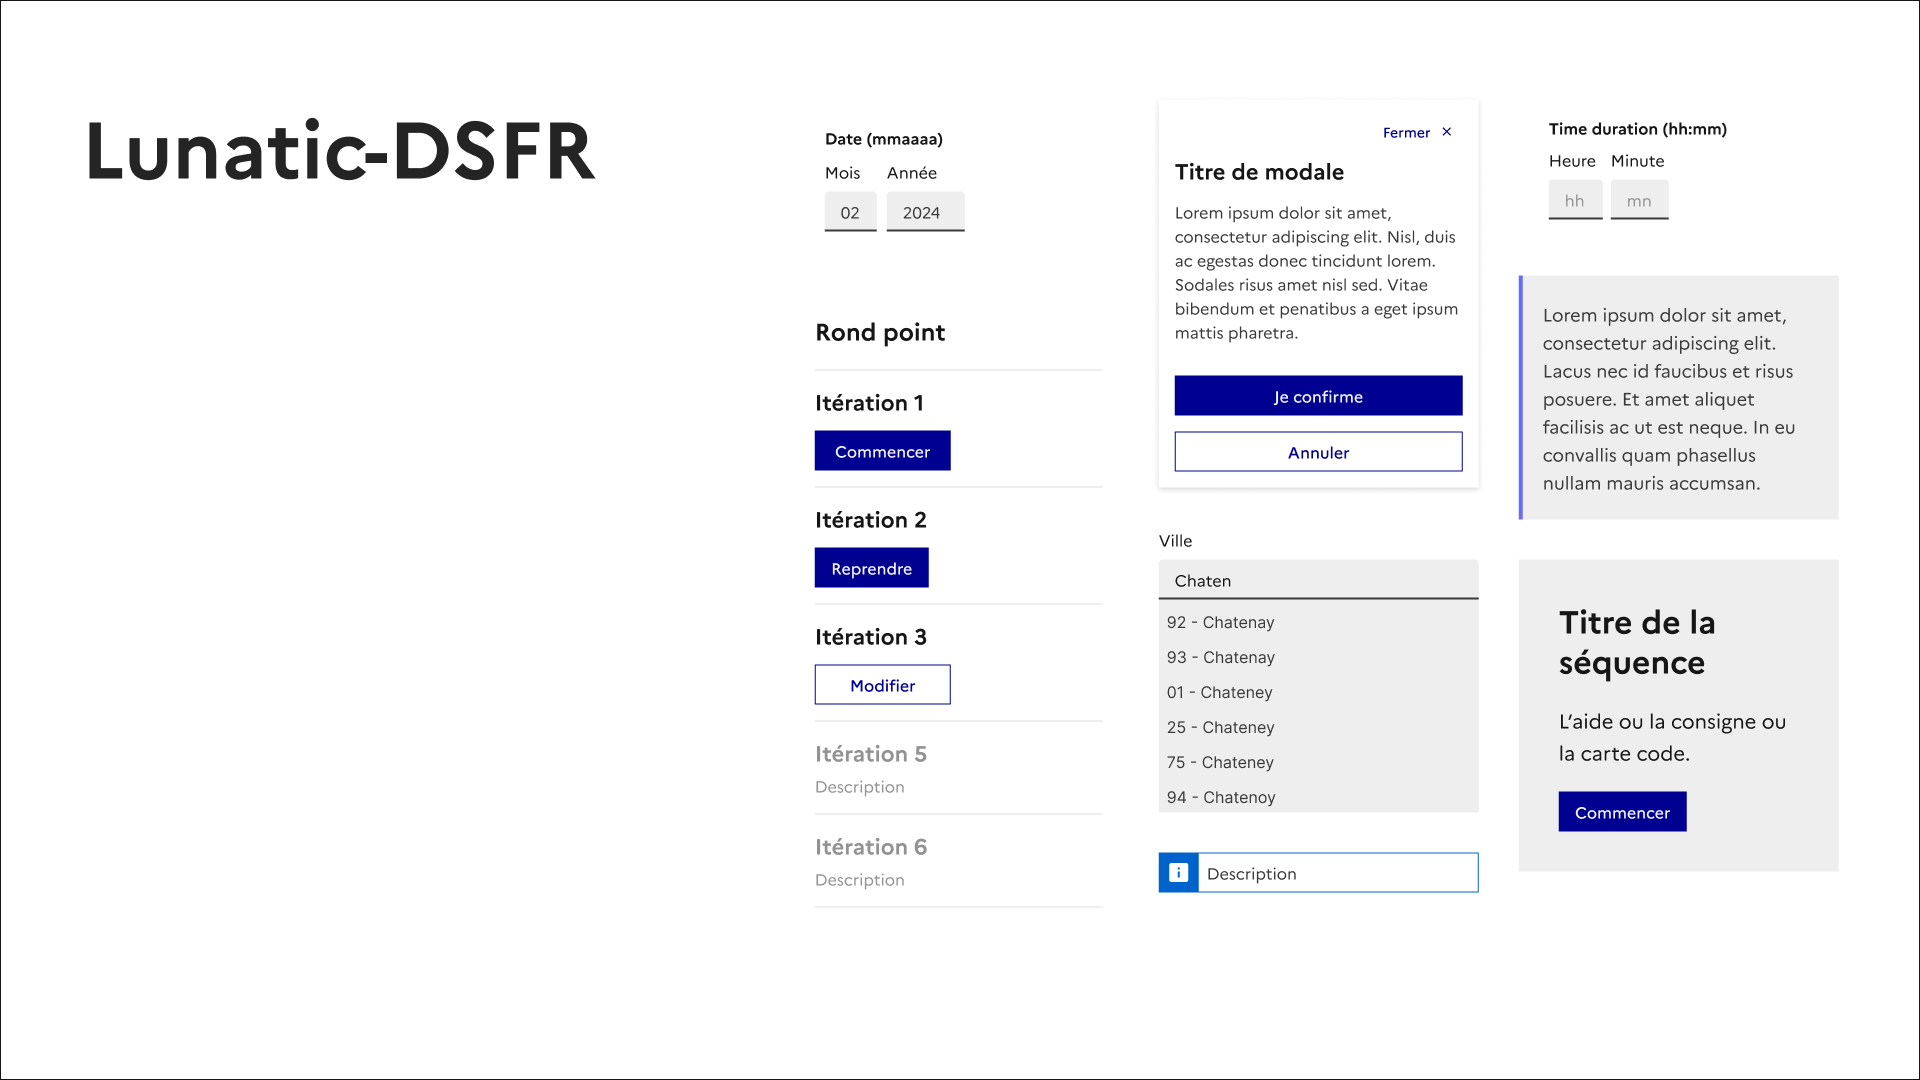 Lunatic-DSFR
Date (mmaaaa)
Mois Année
02 2024
Rond point
Itération 1
Commencer
Itération 2
Reprendre
Itération 3
Modifier
Itération 5
Description
Itération 6
Description
Fermer ×
Titre de modale
Lorem ipsum dolor sit amet,
consectetur adipiscing elit. Nisl, duis
ac egestas donec tincidunt lorem.
Sodales risus amet nisl sed. Vitae
bibendum et penatibus a eget ipsum
mattis pharetra.
Je confirme
Annuler
Ville
Chaten
92 - Chatenay
93 - Chatenay
01 - Chateney
25 - Chateney
75 - Chateney
94 - Chatenoy
i Description
Time duration (hh:mm)
Heure Minute
hh mn
Lorem ipsum dolor sit amet,
consectetur adipiscing elit.
Lacus nec id faucibus et risus
posuere. Et amet aliquet
facilisis ac ut est neque. In eu
convallis quam phasellus
nullam mauris accumsan.
Titre de la
séquence
L’aide ou la consigne ou
la carte code.
Commencer